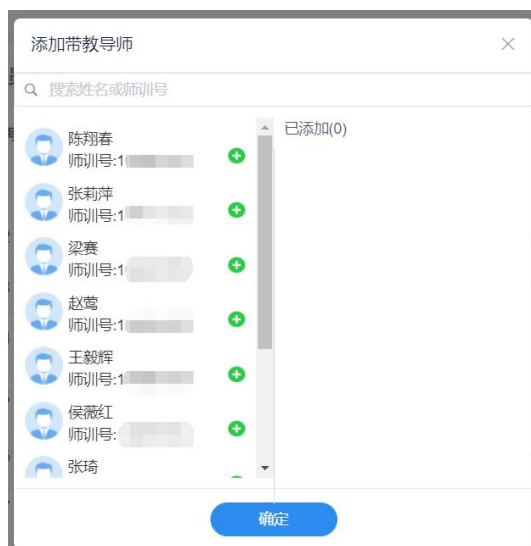 添加带教导师
搜索姓名或师训号
已添加(0)
陈翔春
师训号:1
张莉萍
师训号:1
梁赛
师训号:1
赵莺
师训号:1
王毅辉
师训号:1
侯薇红
师训号:
张琦
确定